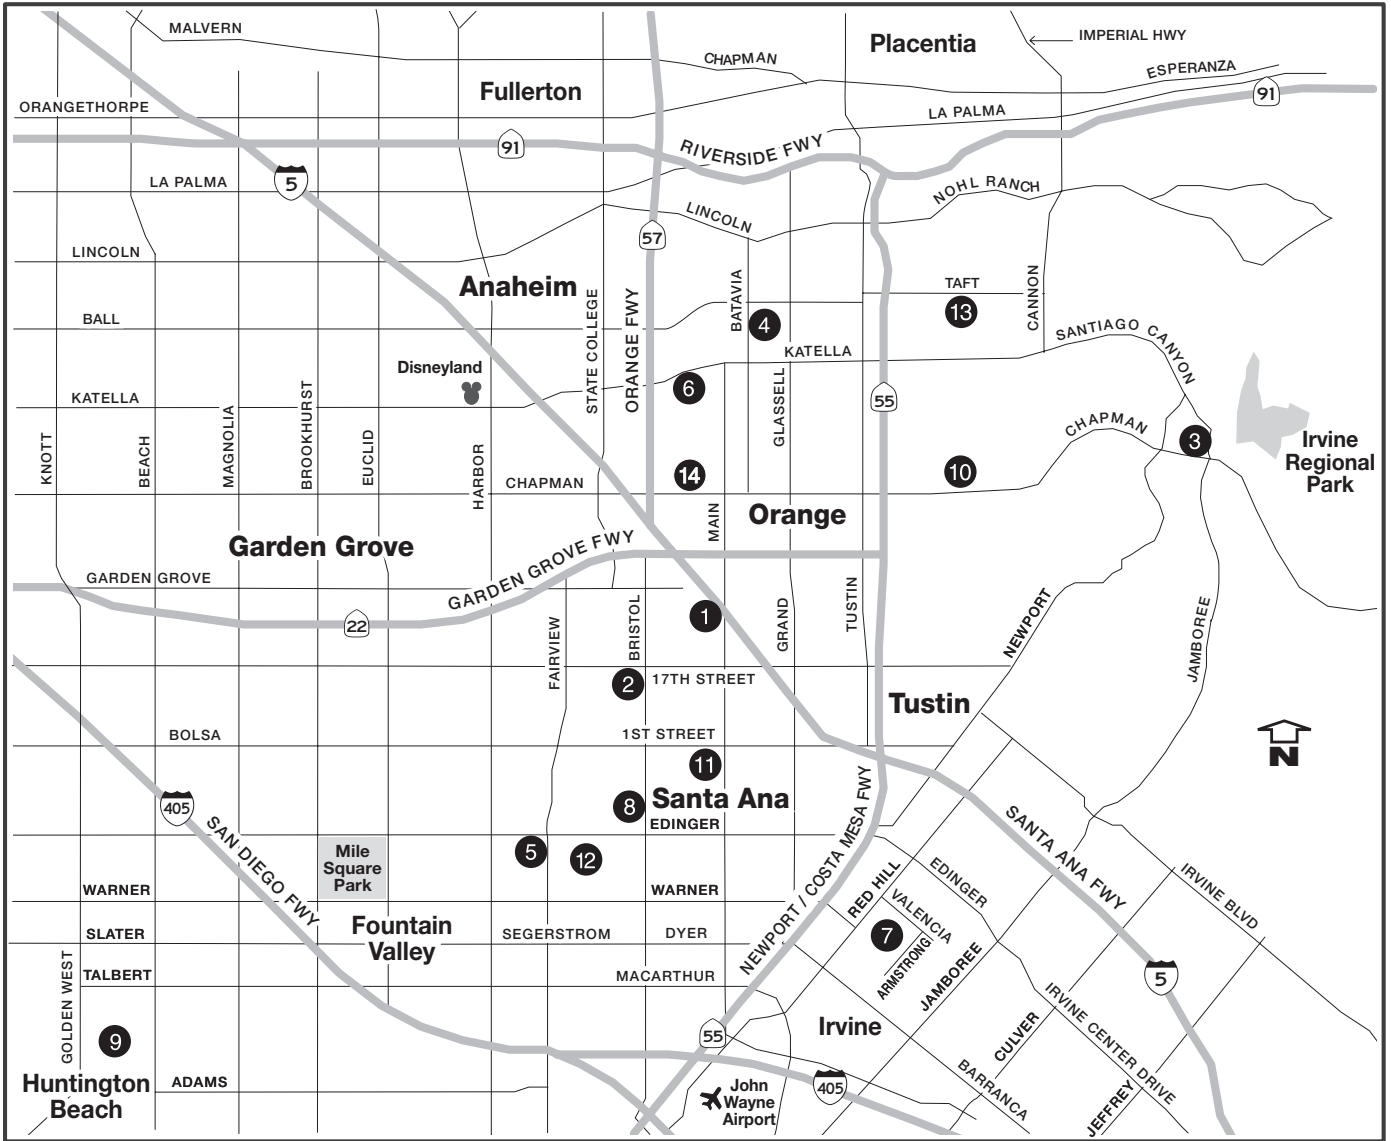 MALVERN
CHAPMAN
Placentia
IMPERIAL HWY
ESPERANZA
Fullerton
91
ORANGETHORPE
LA PALMA
91
RIVERSIDE FWY
5
LA PALMA
NOHL RANCH
LINCOLN
57
LINCOLN
Anaheim
BATAVIA
TAFT
CANNON
13
BALL
STATE COLLEGE
ORANGE FWY
4
SANTIAGO CANYON
KATELLA
Disneyland
6
GLASSELL
55
KATELLA
KNOTT
BEACH
MAGNOLIA
BROOKHURST
EUCLID
HARBOR
CHAPMAN
3
Irvine
Regional
Park
14
10
CHAPMAN
MAIN
Orange
Garden Grove
GARDEN GROVE FWY
GARDEN GROVE
22
FAIRVIEW
BRISTOL
1
GRAND
TUSTIN
NEWPORT
JAMBOREE
2
17TH STREET
Tustin
BOLSA
1ST STREET
N
11
405
8
Santa Ana
EDINGER
SAN DIEGO FWY
NEWPORT / COSTA MESA FWY
SANTA ANA FWY
Mile
Square
Park
5
12
RED HILL
EDINGER
IRVINE BLVD
WARNER
WARNER
VALENCIA
Fountain
Valley
SLATER
SEGERSTROM
DYER
7
ARMSTRONG
JAMBOREE
TALBERT
MACARTHUR
5
GOLDEN WEST
9
55
Irvine
CULVER
IRVINE CENTER DRIVE
Huntington
Beach
ADAMS
John
Wayne
Airport
405
BARRANCA
JEFFREY